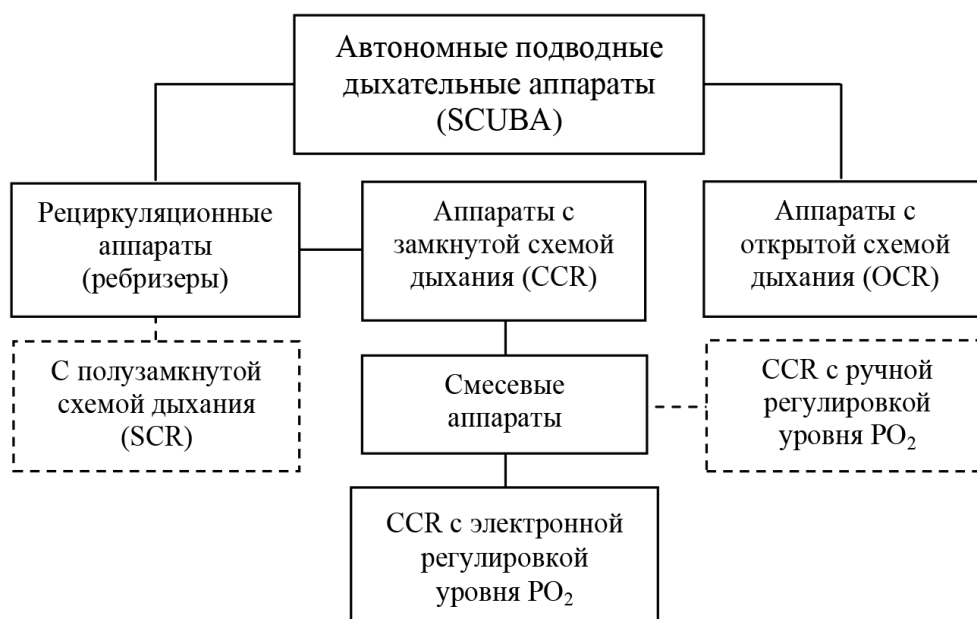 Автономные подводные
дыхательные аппараты
(SCUBA)
Рециркуляционные
аппараты
(ребризеры)
Аппараты с
замкнутой схемой
дыхания (CCR)
Аппараты с
открытой схемой
дыхания (OCR)
С полузамкнутой
схемой дыхания
(SCR)
Смесевые
аппараты
CCR с ручной
регулировкой
уровня PO₂
CCR с электронной
регулировкой
уровня PO₂